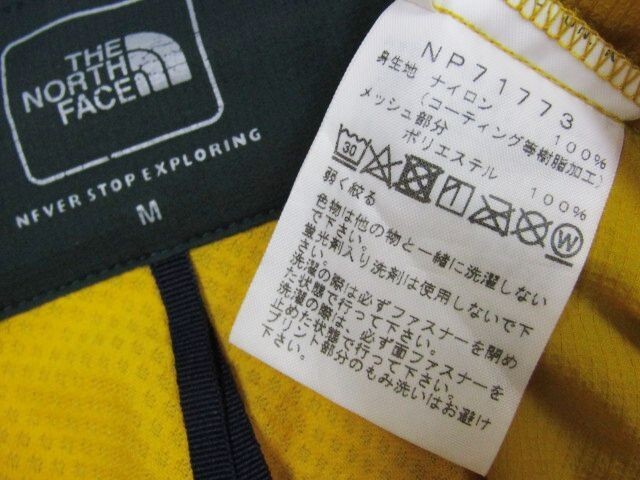 THE
NORTH
FACE
NEVER STOP EXPLORING
M
NP71773
身生地 ナイロン 100%
(コーティング等樹脂加工)
メッシュ部分
ポリエステル 100%
30
W
弱く絞る
色物は他の物と一緒に洗濯しない
で下さい。
蛍光剤入り洗剤は使用しないで下
さい。
洗濯の際は必ずファスナーを閉め
た状態で行って下さい。
洗濯の際は、必ず面ファスナーを
止めた状態で行って下さい。
プリント部分のもみ洗いはお避け